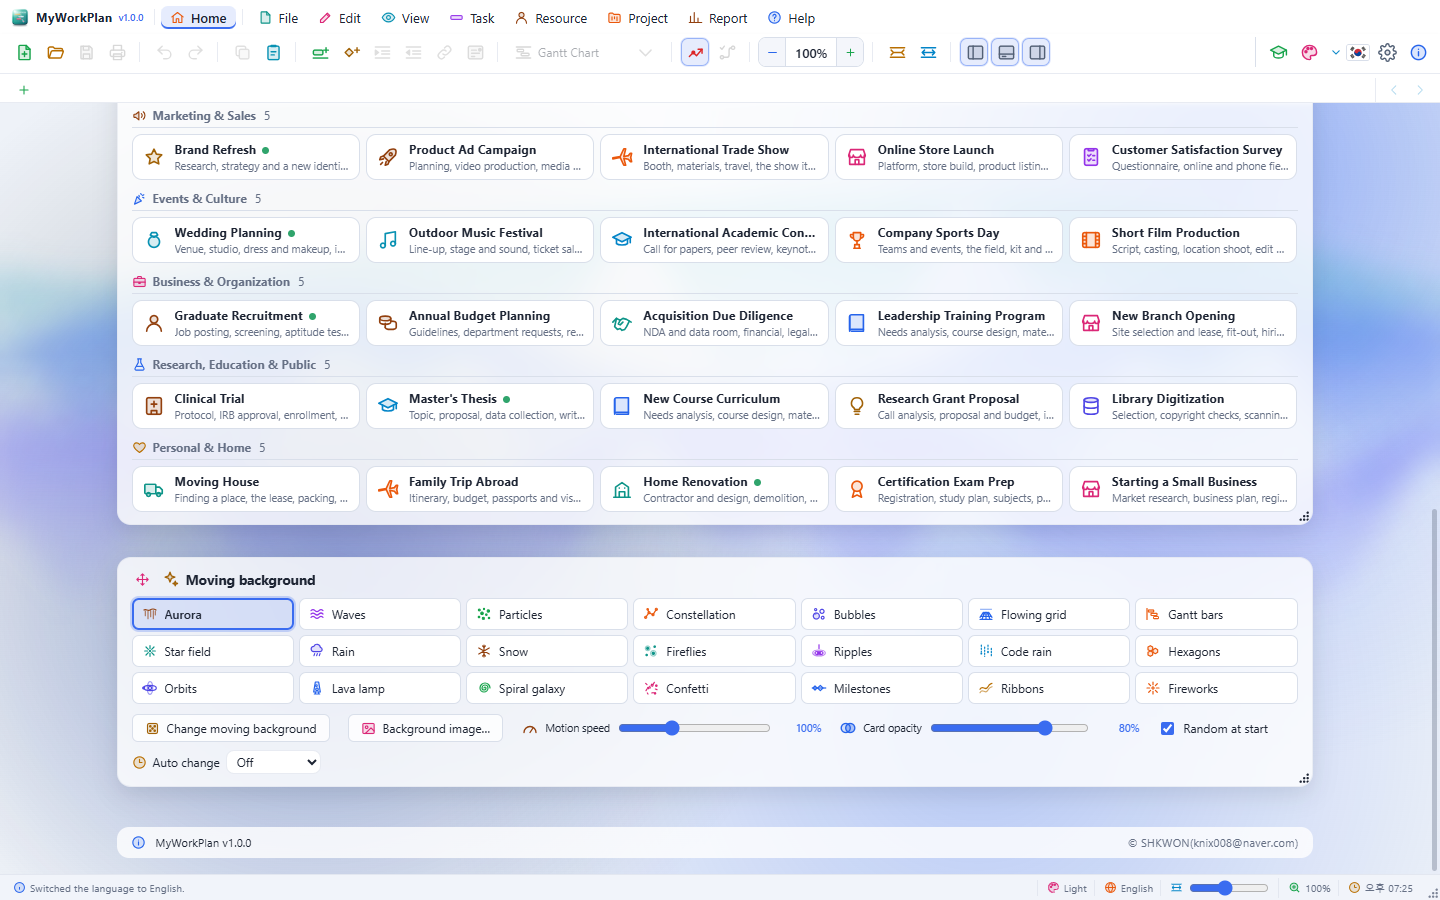 MyWorkPlan v1.0.0 Home File Edit View Task Resource Project Report Help
Gantt Chart 100%
Marketing & Sales 5
Brand Refresh
Research, strategy and a new identi...
Product Ad Campaign
Planning, video production, media ...
International Trade Show
Booth, materials, travel, the show it...
Online Store Launch
Platform, store build, product listin...
Customer Satisfaction Survey
Questionnaire, online and phone fie...
Events & Culture 5
Wedding Planning
Venue, studio, dress and makeup, i...
Outdoor Music Festival
Line-up, stage and sound, ticket sal...
International Academic Con...
Call for papers, peer review, keynot...
Company Sports Day
Teams and events, the field, kit and ...
Short Film Production
Script, casting, location shoot, edit ...
Business & Organization 5
Graduate Recruitment
Job posting, screening, aptitude tes...
Annual Budget Planning
Guidelines, department requests, re...
Acquisition Due Diligence
NDA and data room, financial, legal...
Leadership Training Program
Needs analysis, course design, mate...
New Branch Opening
Site selection and lease, fit-out, hiri...
Research, Education & Public 5
Clinical Trial
Protocol, IRB approval, enrollment, ...
Master's Thesis
Topic, proposal, data collection, writ...
New Course Curriculum
Needs analysis, course design, mate...
Research Grant Proposal
Call analysis, proposal and budget, i...
Library Digitization
Selection, copyright checks, scannin...
Personal & Home 5
Moving House
Finding a place, the lease, packing, ...
Family Trip Abroad
Itinerary, budget, passports and vis...
Home Renovation
Contractor and design, demolition, ...
Certification Exam Prep
Registration, study plan, subjects, p...
Starting a Small Business
Market research, business plan, regi...
Moving background
Aurora Waves Particles Constellation Bubbles Flowing grid Gantt bars
Star field Rain Snow Fireflies Ripples Code rain Hexagons
Orbits Lava lamp Spiral galaxy Confetti Milestones Ribbons Fireworks
Change moving background Background image... Motion speed 100% Card opacity 80% Random at start
Auto change Off
MyWorkPlan v1.0.0 © SHKWON(knix008@naver.com)
Switched the language to English. Light English 100% 오후 07:25